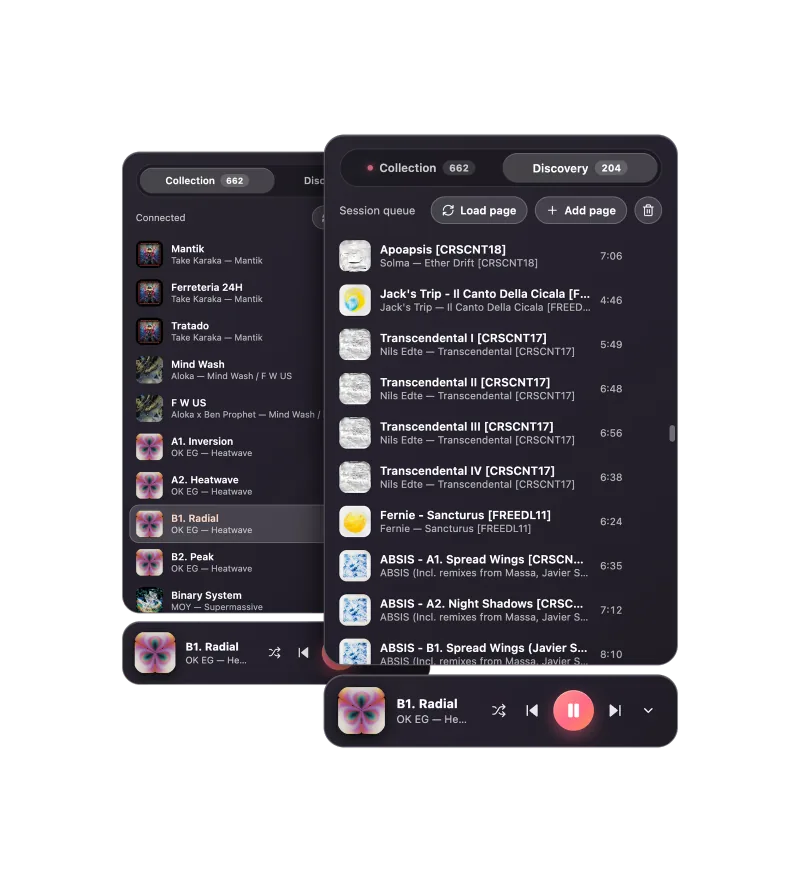 Collection 662
Disc
Connected
Mantik
Take Karaka — Mantik
Ferreteria 24H
Take Karaka — Mantik
Tratado
Take Karaka — Mantik
Mind Wash
Aloka — Mind Wash / F W US
F W US
Aloka x Ben Prophet — Mind Wash /
A1. Inversion
OK EG — Heatwave
A2. Heatwave
OK EG — Heatwave
B1. Radial
OK EG — Heatwave
B2. Peak
OK EG — Heatwave
Binary System
MOY — Supermassive
B1. Radial
OK EG — He...
Collection 662
Discovery 204
Session queue
Load page
Add page
Apoapsis [CRSCNT18]
Solma — Ether Drift [CRSCNT18]
7:06
Jack's Trip - Il Canto Della Cicala [F...
Jack's Trip — Il Canto Della Cicala [FREED...
4:46
Transcendental I [CRSCNT17]
Nils Edte — Transcendental [CRSCNT17]
5:49
Transcendental II [CRSCNT17]
Nils Edte — Transcendental [CRSCNT17]
6:48
Transcendental III [CRSCNT17]
Nils Edte — Transcendental [CRSCNT17]
6:56
Transcendental IV [CRSCNT17]
Nils Edte — Transcendental [CRSCNT17]
6:38
Fernie - Sancturus [FREEDL11]
Fernie — Sancturus [FREEDL11]
6:24
ABSIS - A1. Spread Wings [CRSCN...
ABSIS (Incl. remixes from Massa, Javier S...
6:35
ABSIS - A2. Night Shadows [CRSC...
ABSIS (Incl. remixes from Massa, Javier S...
7:12
ABSIS - B1. Spread Wings (Javier S...
ABSIS (Incl. remixes from Massa, Javier S...
8:10
B1. Radial
OK EG — He...